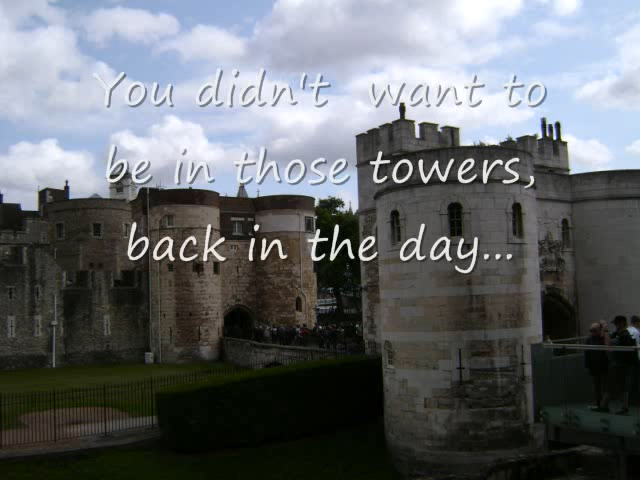 You didn't want to
be in those towers,
back in the day...